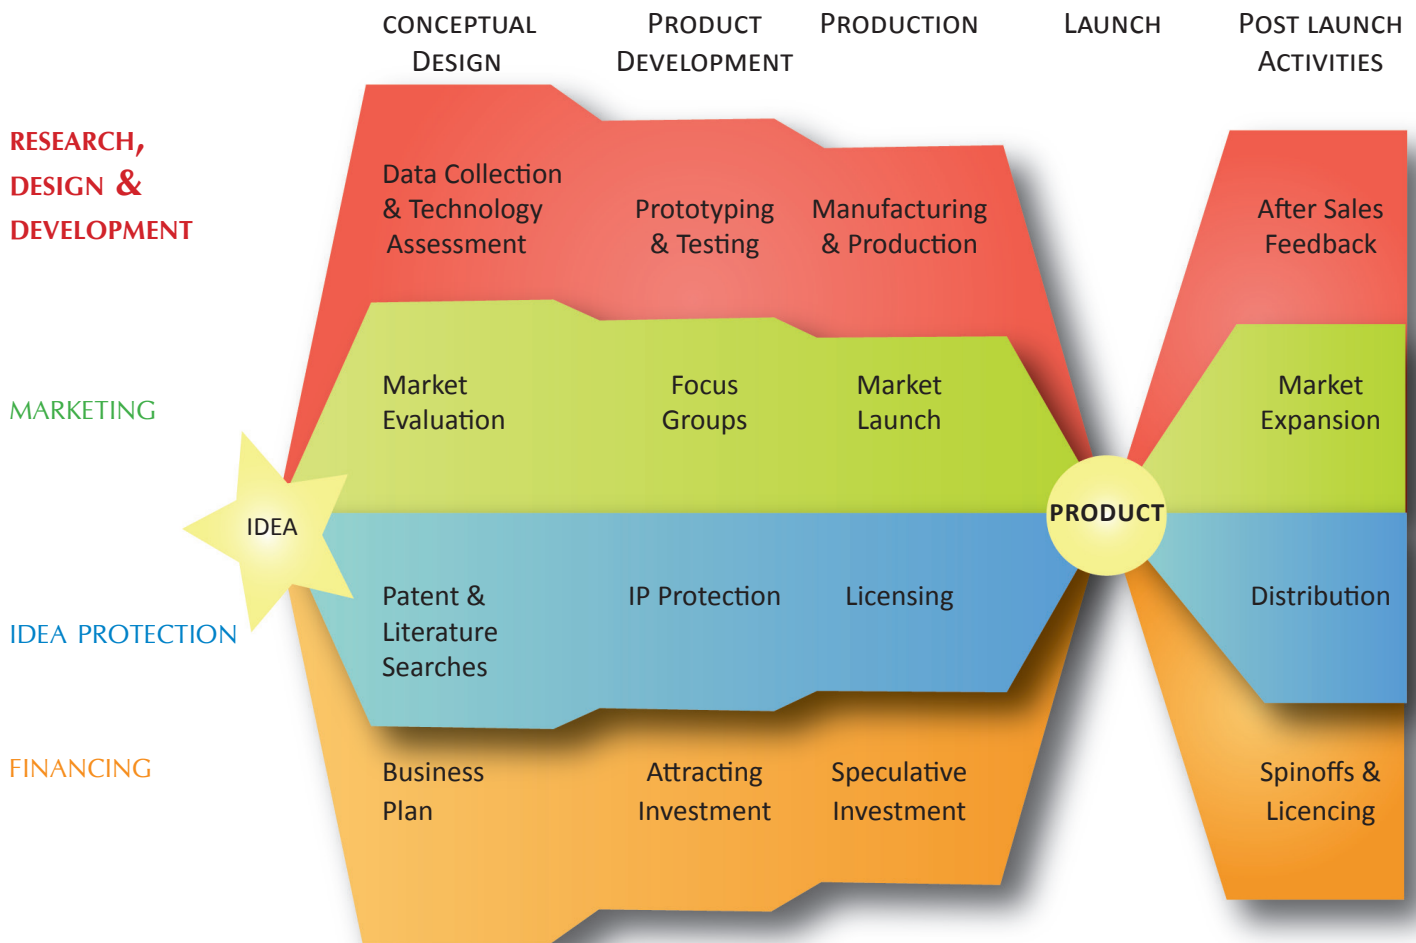 CONCEPTUAL
DESIGN
PRODUCT
DEVELOPMENT
PRODUCTION
LAUNCH
POST LAUNCH
ACTIVITIES
RESEARCH,
DESIGN &
DEVELOPMENT
Data Collection
& Technology
Assessment
Prototyping
& Testing
Manufacturing
& Production
After Sales
Feedback
MARKETING
Market
Evaluation
Focus
Groups
Market
Launch
Market
Expansion
IDEA
PRODUCT
IDEA PROTECTION
Patent &
Literature
Searches
IP Protection
Licensing
Distribution
FINANCING
Business
Plan
Attracting
Investment
Speculative
Investment
Spinoffs &
Licencing